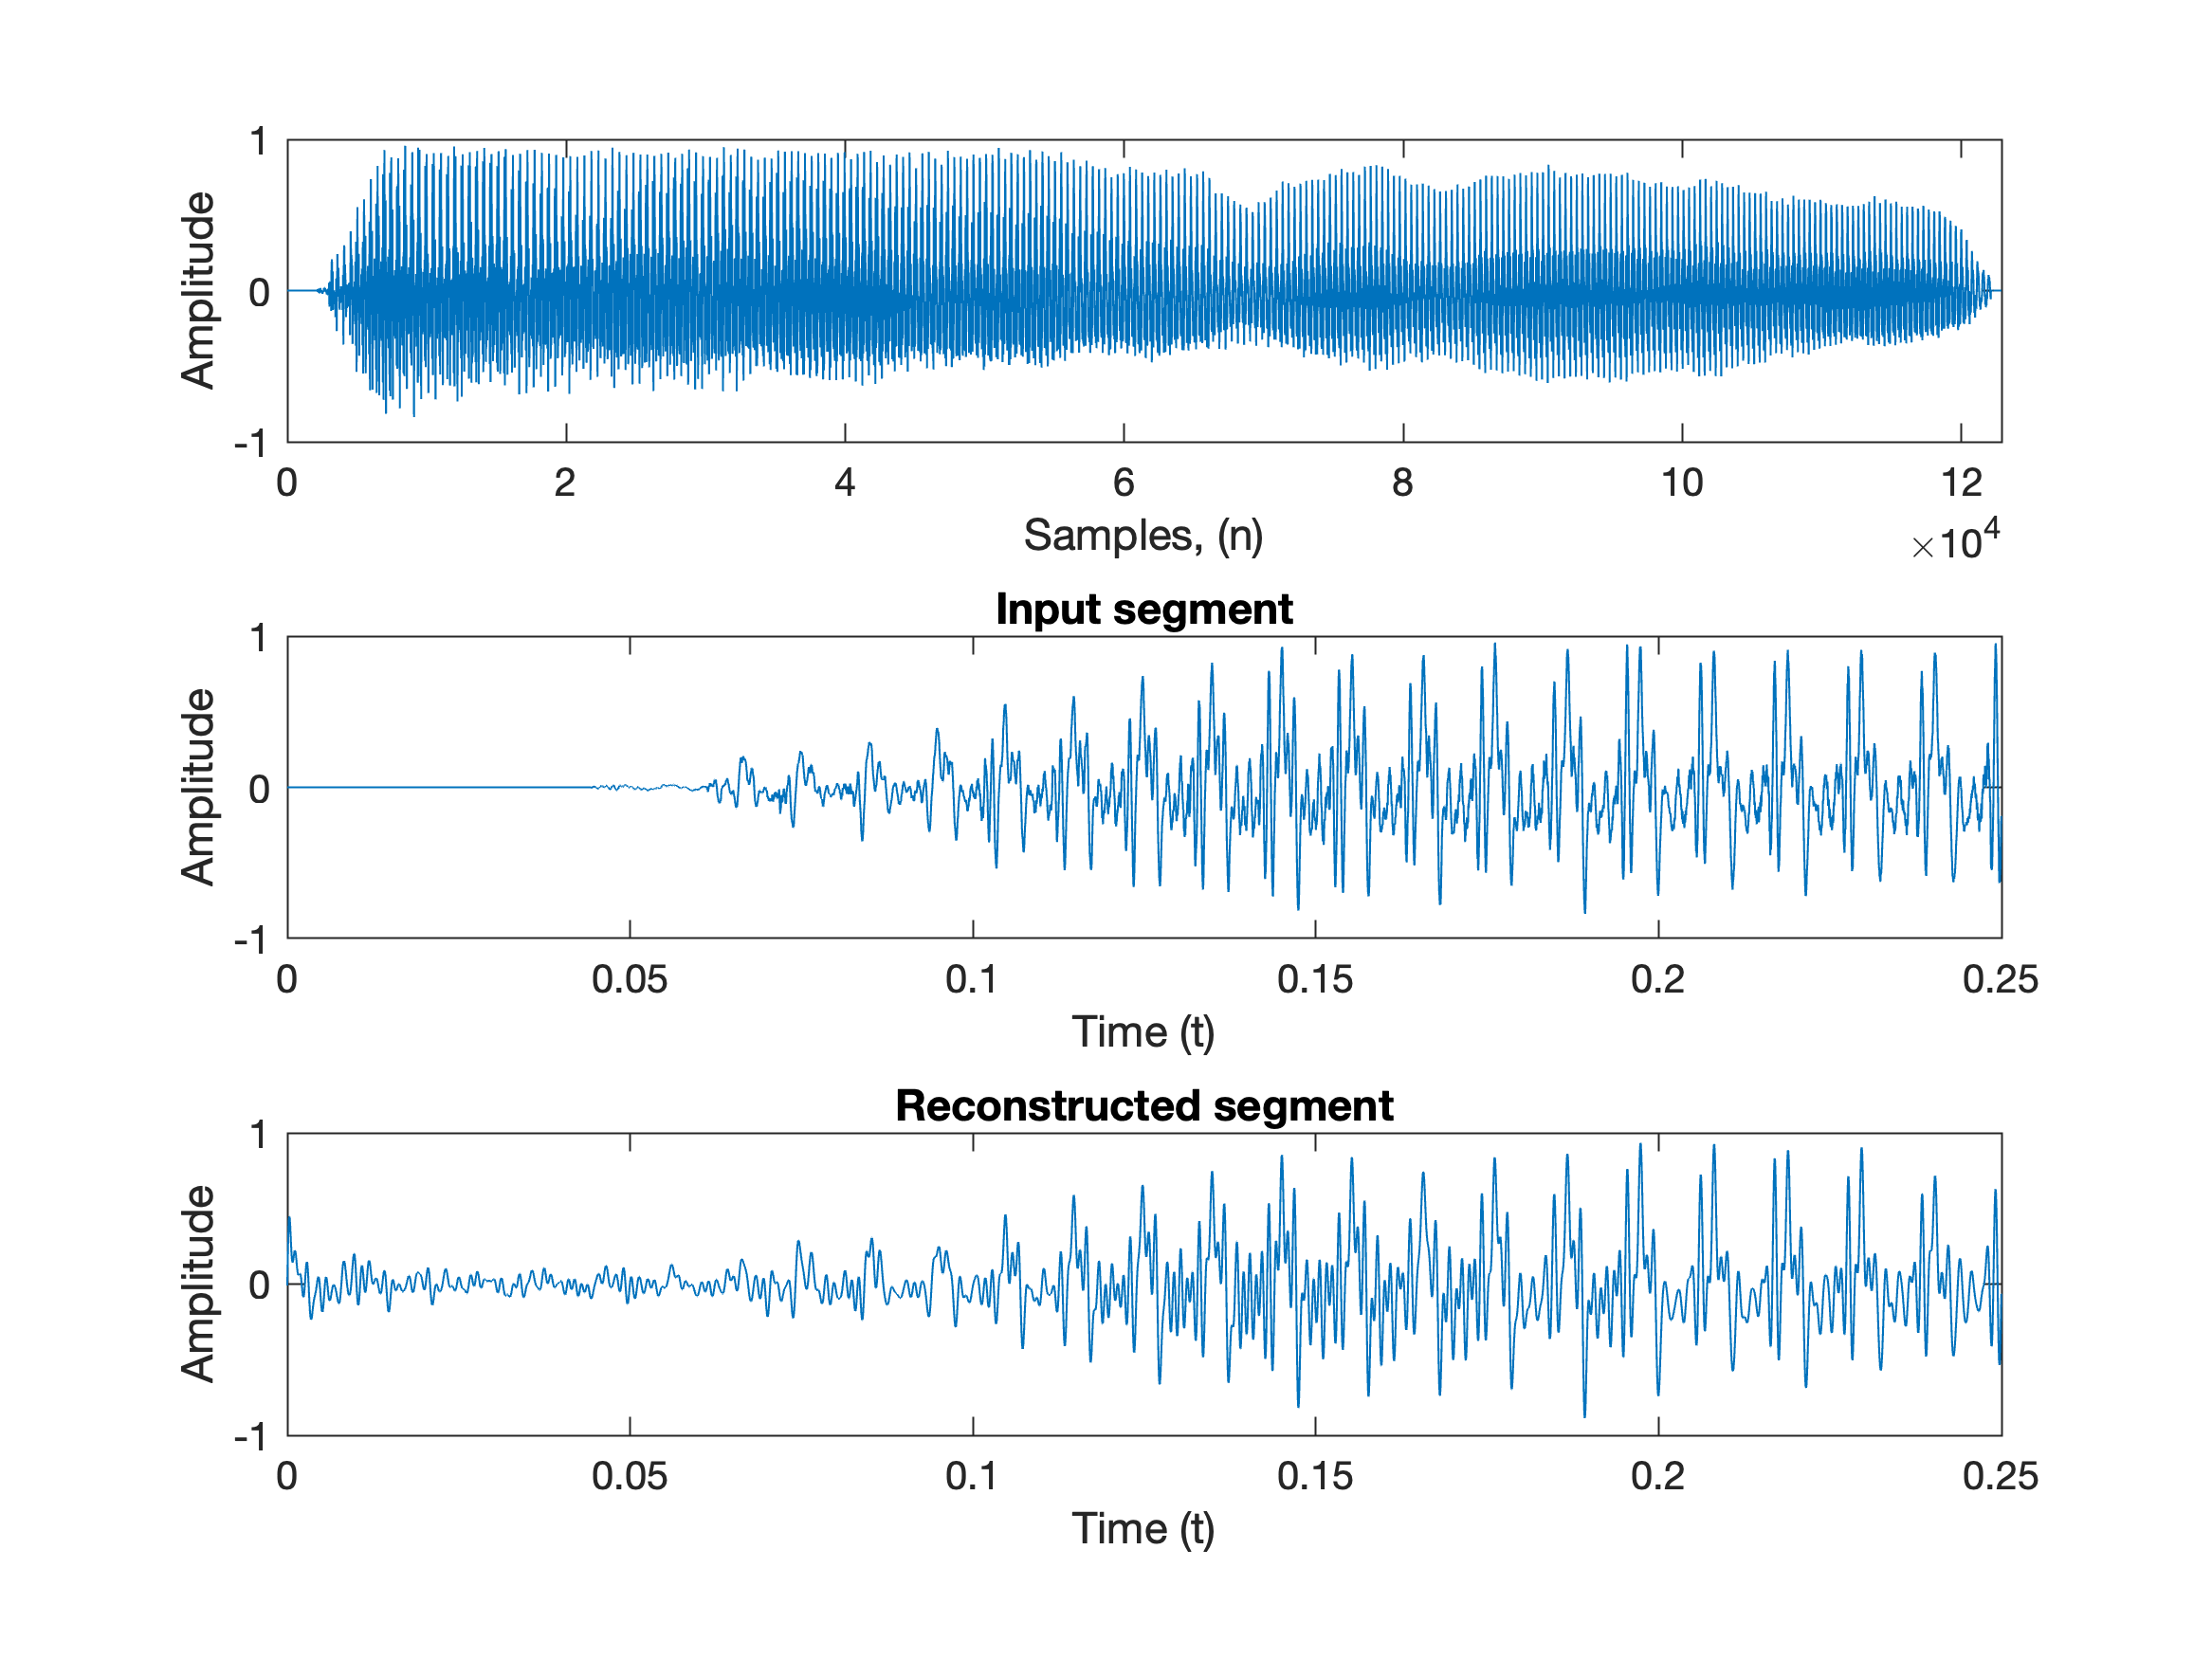 Amplitude
1
0
-1
0 2 4 6 8 10 12
Samples, (n)
×10^4
Input segment
Amplitude
1
0
-1
0 0.05 0.1 0.15 0.2 0.25
Time (t)
Reconstructed segment
Amplitude
1
0
-1
0 0.05 0.1 0.15 0.2 0.25
Time (t)